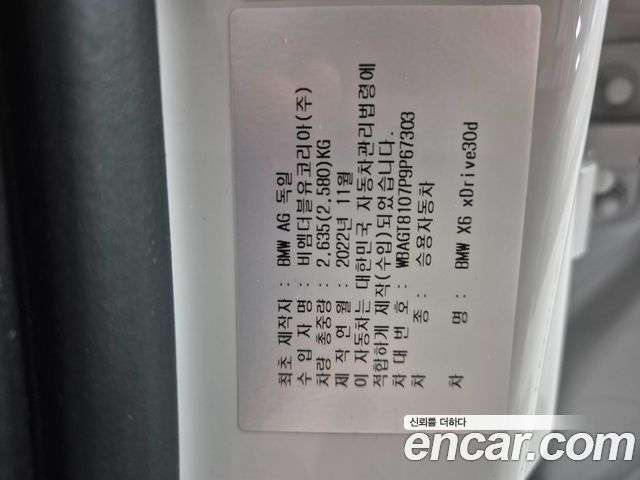 최초 제작자 : BMW AG 독일
수 입 자 명 : 비엠더블유코리아(주)
차량 총중량 : 2,635(2,580)KG
제 작 연 월 : 2022년 11월
이 자동차는 대한민국 자동차관리법령에
적합하게 제작(수입)되었습니다.
차 대 번 호 : WBAGT8107P9P67303
차 종 : 승용자동차
차 명 : BMW X6 xDrive30d
신뢰를 더하다
encar.com